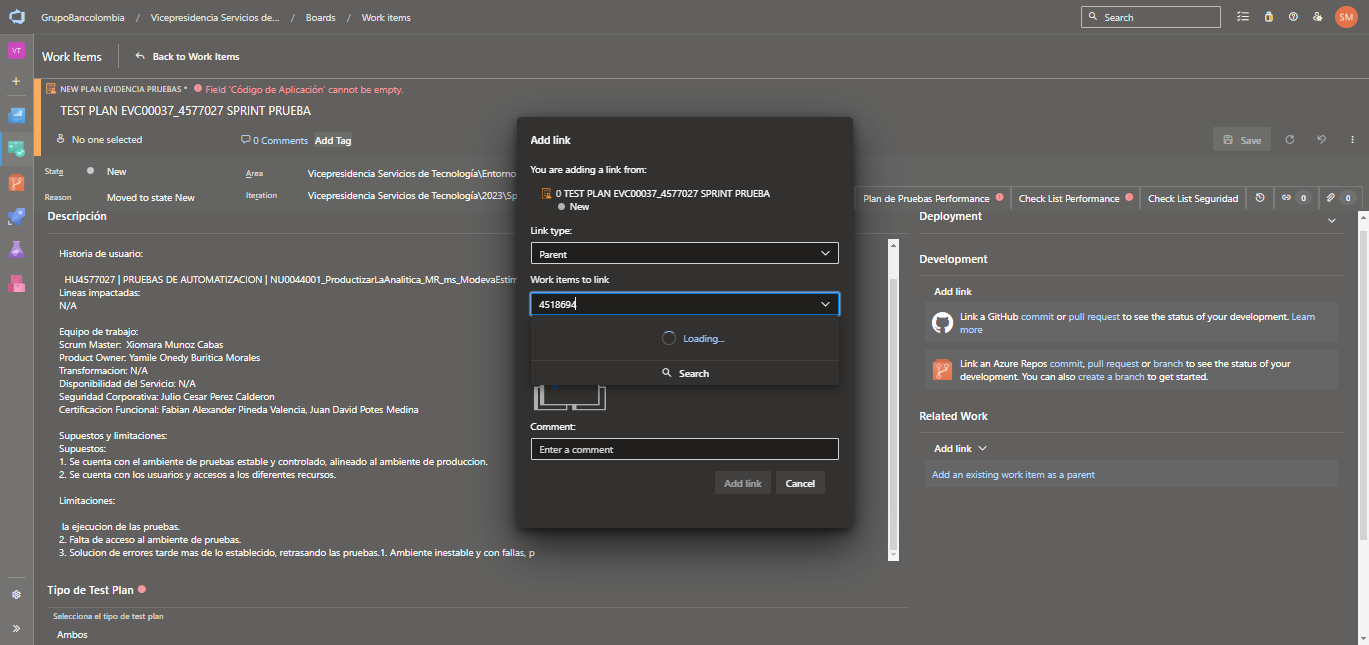 GrupoBancolombia / Vicepresidencia Servicios de... / Boards / Work items
Search
SM
VT
Work Items
Back to Work Items
NEW PLAN EVIDENCIA PRUEBAS * Field 'Código de Aplicación' cannot be empty.
TEST PLAN EVC00037_4577027 SPRINT PRUEBA
No one selected
0 Comments
Add Tag
Save
State
New
Area
Vicepresidencia Servicios de Tecnología\Entorno
Reason
Moved to state New
Iteration
Vicepresidencia Servicios de Tecnología\2023\Sp
Plan de Pruebas Performance
Check List Performance
Check List Seguridad
0
0
Descripción
Historia de usuario:
HU4577027 | PRUEBAS DE AUTOMATIZACION | NU0044001_ProductizarLaAnalitica_MR_ms_ModevaEstim
Lineas impactadas:
N/A
Equipo de trabajo:
Scrum Master: Xiomara Munoz Cabas
Product Owner: Yamile Onedy Buritica Morales
Transformacion: N/A
Disponibilidad del Servicio: N/A
Seguridad Corporativa: Julio Cesar Perez Calderon
Certificacion Funcional: Fabian Alexander Pineda Valencia, Juan David Potes Medina
Supuestos y limitaciones:
Supuestos:
1. Se cuenta con el ambiente de pruebas estable y controlado, alineado al ambiente de produccion.
2. Se cuenta con los usuarios y accesos a los diferentes recursos.
Limitaciones:
la ejecucion de las pruebas.
2. Falta de acceso al ambiente de pruebas.
3. Solucion de errores tarde mas de lo establecido, retrasando las pruebas.1. Ambiente inestable y con fallas, p
Tipo de Test Plan
Selecciona el tipo de test plan
Ambos
Add link
You are adding a link from:
0 TEST PLAN EVC00037_4577027 SPRINT PRUEBA
New
Link type:
Parent
Work items to link
4518694
Loading...
Search
Comment:
Enter a comment
Add link
Cancel
Deployment
Development
Add link
Link a GitHub commit or pull request to see the status of your development. Learn
more
Link an Azure Repos commit, pull request or branch to see the status of your
development. You can also create a branch to get started.
Related Work
Add link
Add an existing work item as a parent